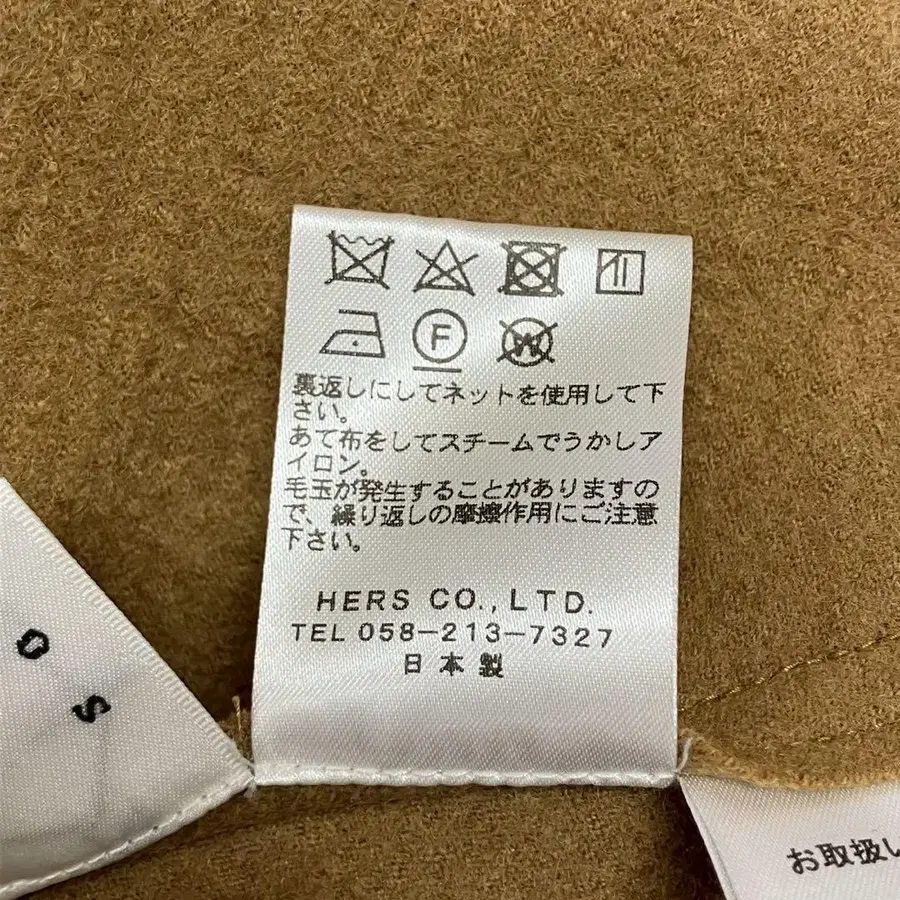 F
W
裏返しにしてネットを使用して下
さい。
あて布をしてスチームでうかしア
イロン。
毛玉が発生することがありますの
で、繰り返しの摩擦作用にご注意
下さい。
HERS CO.,LTD.
TEL 058-213-7327
日本製
O
S
お取扱い